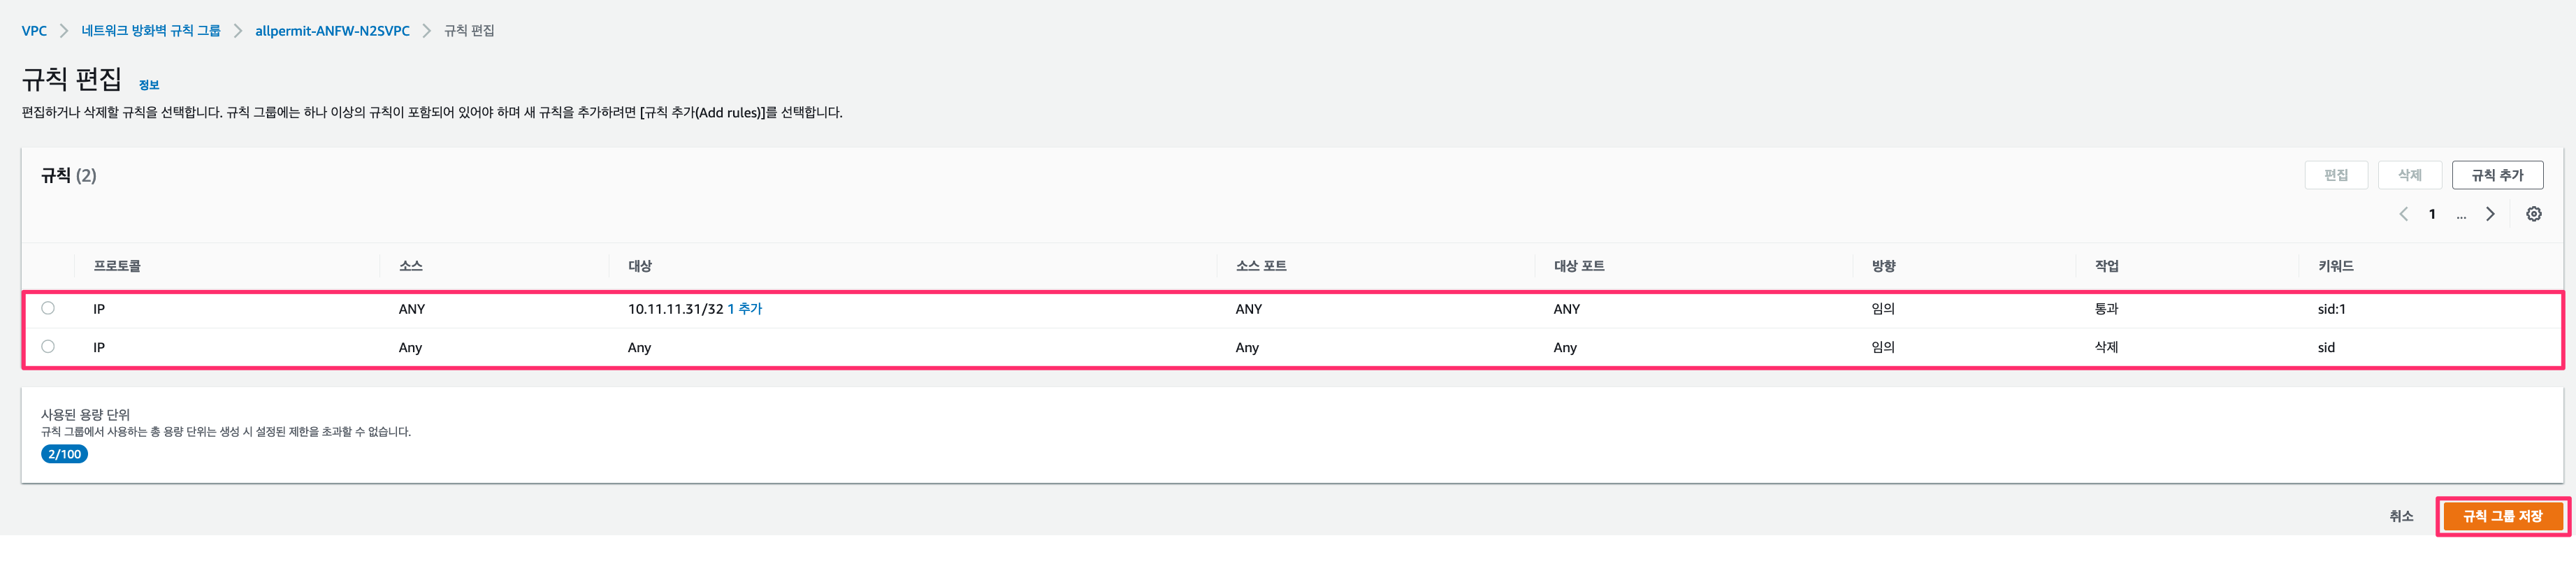 VPC > 네트워크 방화벽 규칙 그룹 > allpermit-ANFW-N2SVPC > 규칙 편집
규칙 편집 정보
편집하거나 삭제할 규칙을 선택합니다. 규칙 그룹에는 하나 이상의 규칙이 포함되어 있어야 하며 새 규칙을 추가하려면 [규칙 추가(Add rules)]를 선택합니다.
규칙 (2) 편집 삭제 규칙 추가
1 ...
프로토콜 소스 대상 소스 포트 대상 포트 방향 작업 키워드
IP ANY 10.11.11.31/32 1 추가 ANY ANY 임의 통과 sid:1
IP Any Any Any Any 임의 삭제 sid
사용된 용량 단위
규칙 그룹에서 사용하는 총 용량 단위는 생성 시 설정된 제한을 초과할 수 없습니다.
2/100
취소 규칙 그룹 저장